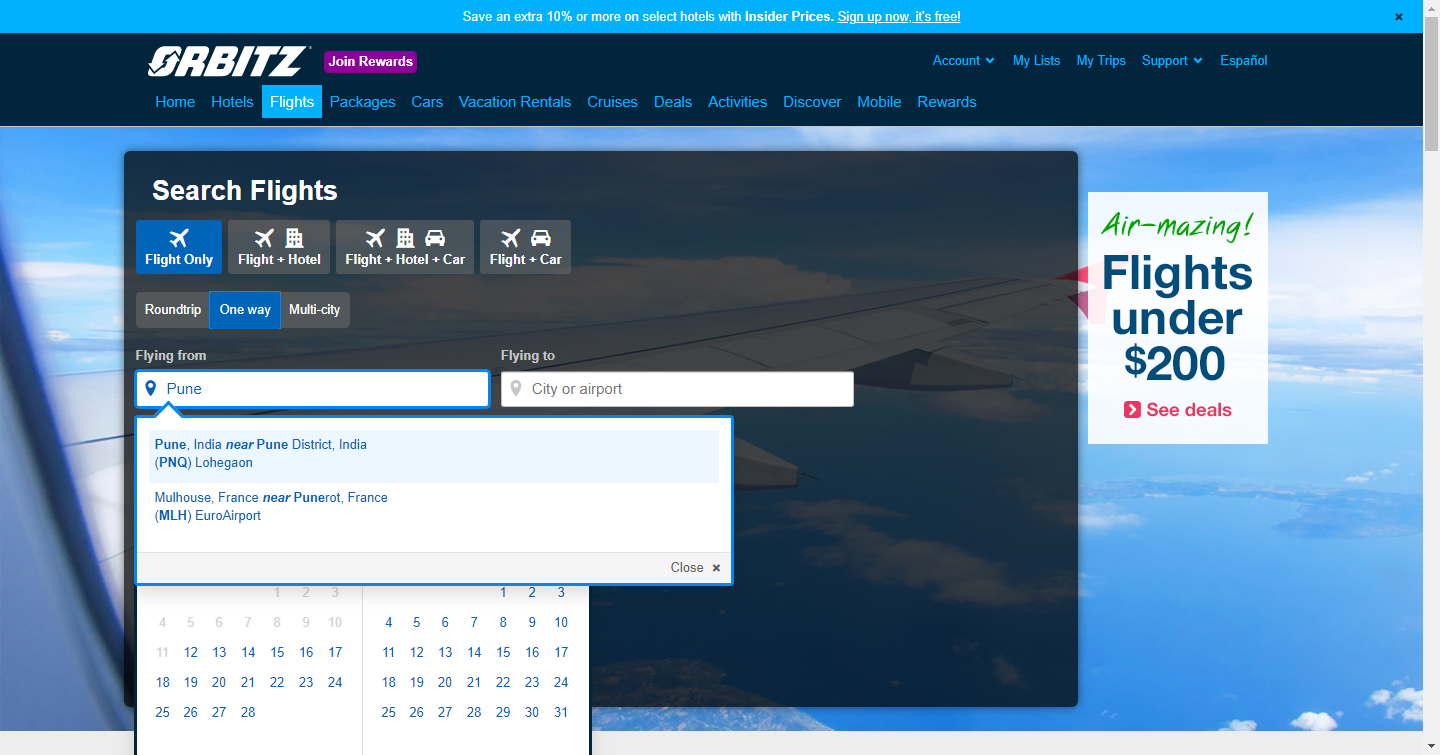 Save an extra 10% or more on select hotels with Insider Prices. Sign up now, it's free!
ORBITZ
Join Rewards
Account
My Lists
My Trips
Support
Español
Home
Hotels
Flights
Packages
Cars
Vacation Rentals
Cruises
Deals
Activities
Discover
Mobile
Rewards
Search Flights
Flight Only
Flight + Hotel
Flight + Hotel + Car
Flight + Car
Roundtrip
One way
Multi-city
Flying from
Flying to
Pune
City or airport
Pune, India near Pune District, India
(PNQ) Lohegaon
Mulhouse, France near Punerot, France
(MLH) EuroAirport
Close
1 2 3
4 5 6 7 8 9 10
11 12 13 14 15 16 17
18 19 20 21 22 23 24
25 26 27 28
1 2 3
4 5 6 7 8 9 10
11 12 13 14 15 16 17
18 19 20 21 22 23 24
25 26 27 28 29 30 31
Air-mazing!
Flights
under
$200
See deals